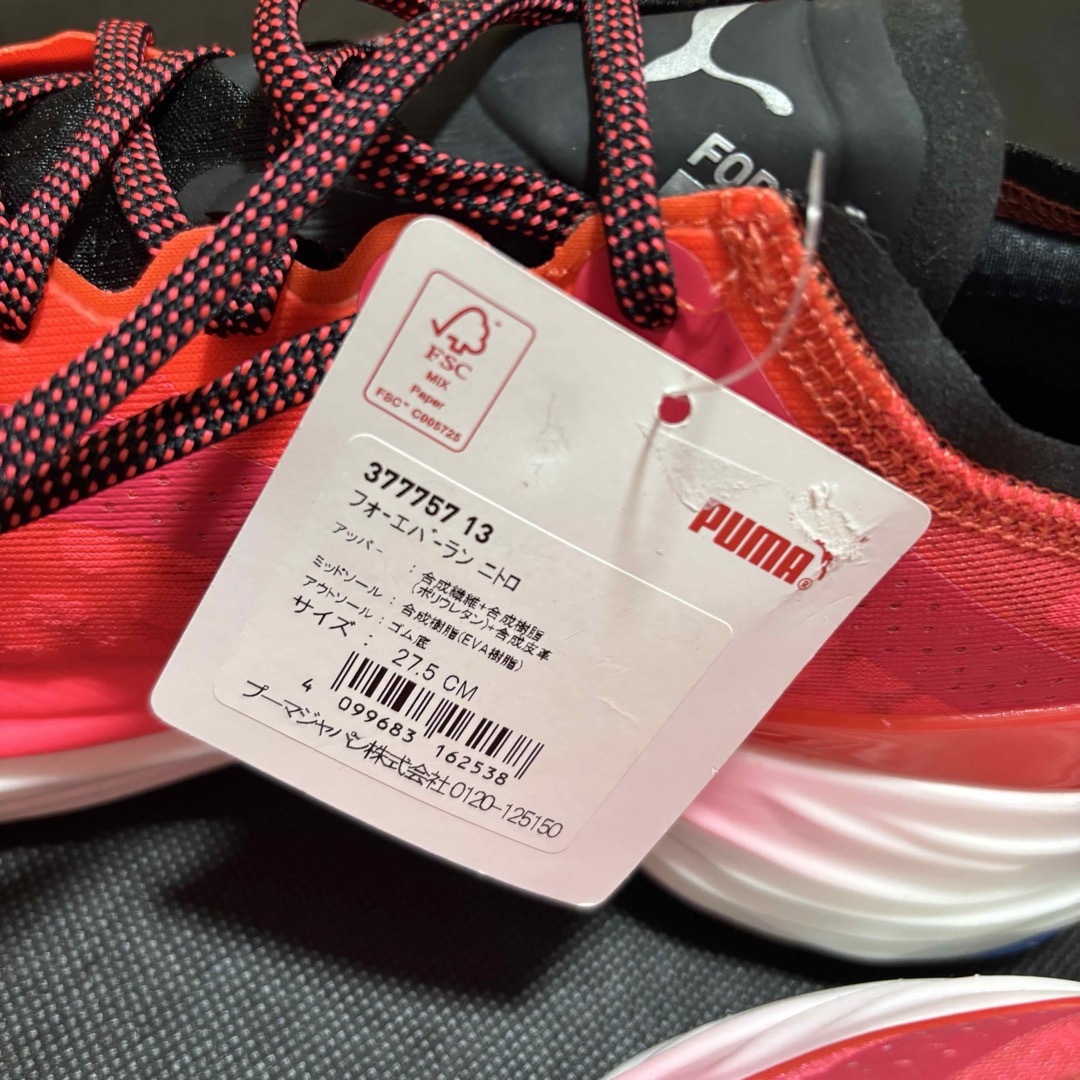 FOR
FSC
MIX
Paper
FSC™ C005725
PUMA®
377757 13
フォーエバーラン ニトロ
アッパー : 合成繊維+合成樹脂
(ポリウレタン)+合成皮革
ミッドソール : 合成樹脂(EVA樹脂)
アウトソール : ゴム底
サイズ : 27.5 CM
4 099683 162538
プーマジャパン株式会社 0120-125150